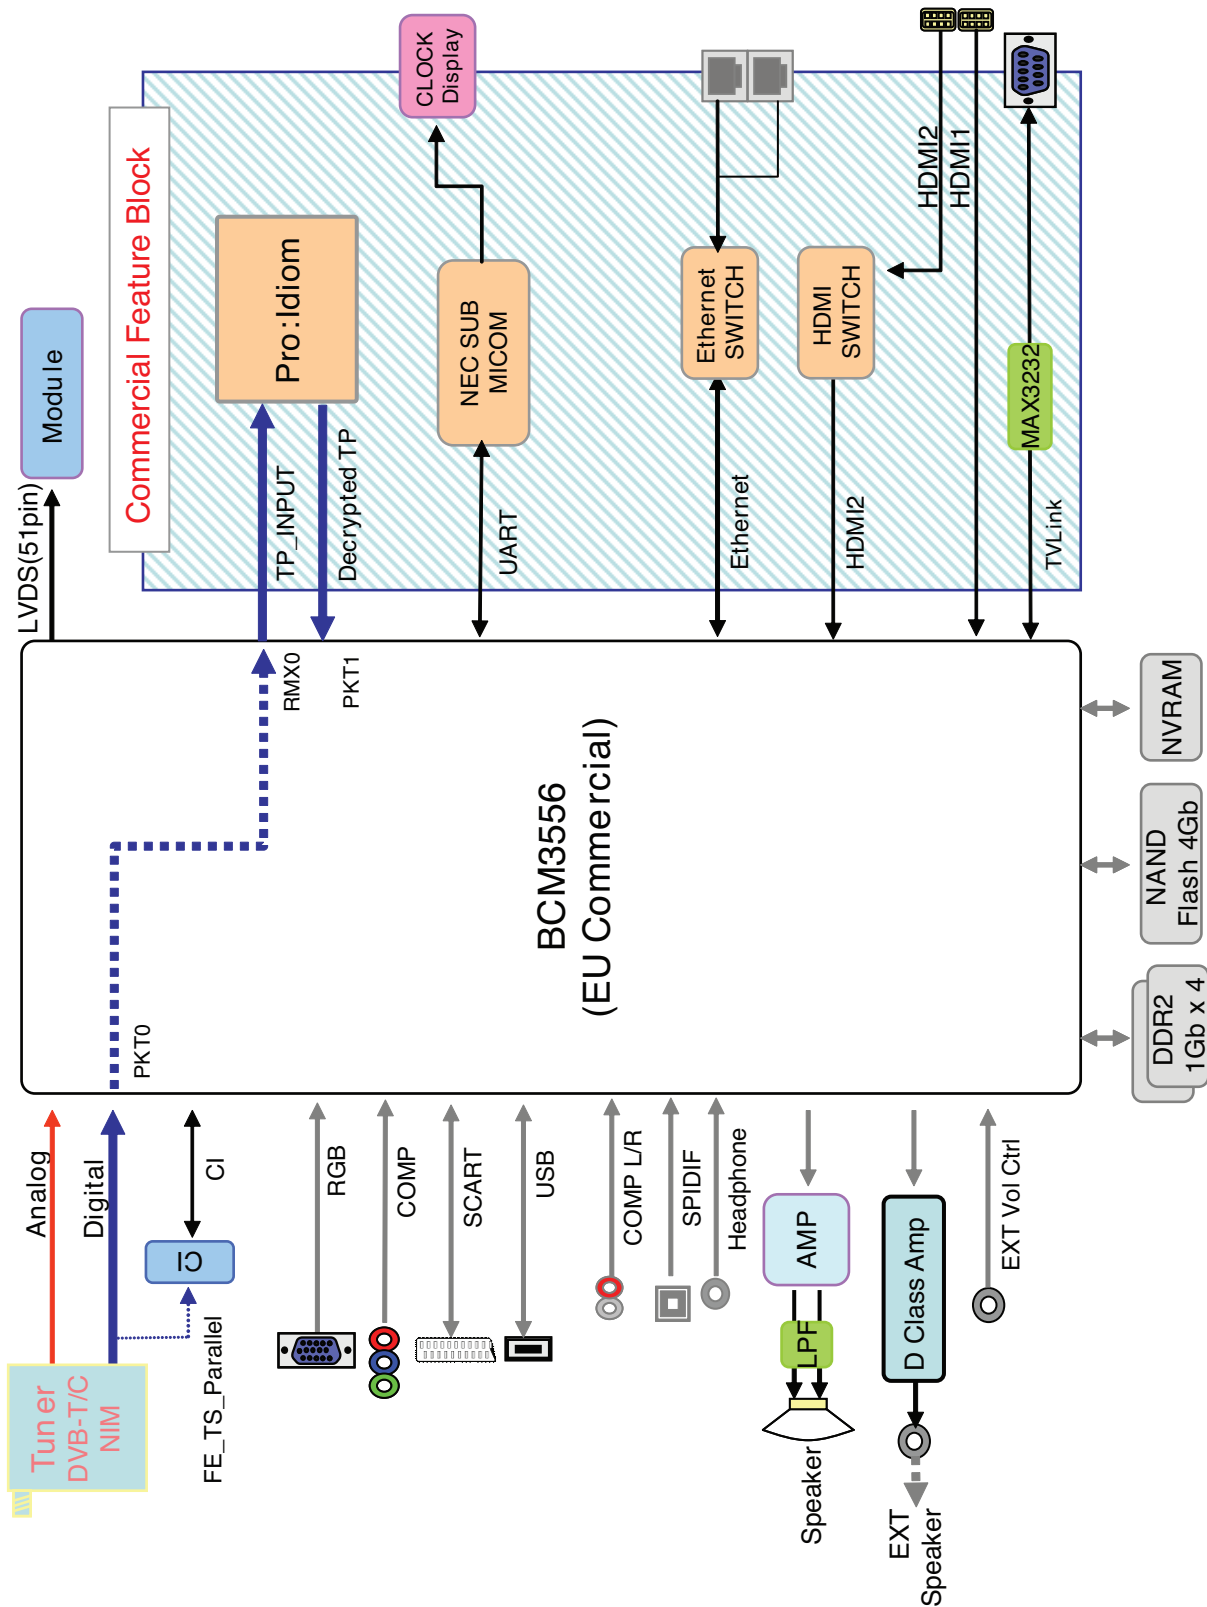 Tuner
DVB-T/C
NIM
Analog
Digital
FE_TS_Parallel
CI
CI
RGB
COMP
SCART
USB
COMP L/R
SPIDIF
Headphone
AMP
LPF
Speaker
D Class Amp
EXT
Speaker
EXT Vol Ctrl
PKT0
RMX0
PKT1
BCM3556
(EU Commercial)
DDR2
1Gb x 4
NAND
Flash 4Gb
NVRAM
LVDS(51pin)
Module
Commercial Feature Block
TP_INPUT
Decrypted TP
Pro:Idiom
UART
NEC SUB
MICOM
CLOCK
Display
Ethernet
Ethernet
SWITCH
HDMI2
HDMI
SWITCH
HDMI2
HDMI1
TVLink
MAX3232